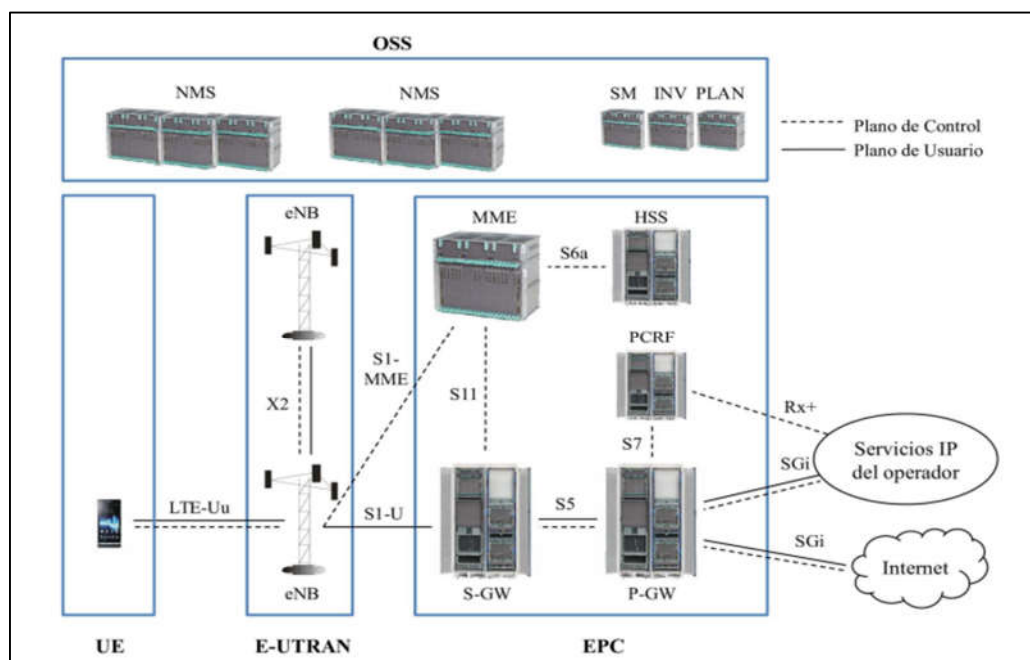 OSS
NMS
NMS
SM
INV
PLAN
Plano de Control
Plano de Usuario
eNB
MME
HSS
S6a
PCRF
S1-
MME
S11
X2
Rx+
S7
Servicios IP
del operador
SGi
LTE-Uu
S1-U
S5
SGi
Internet
eNB
S-GW
P-GW
UE
E-UTRAN
EPC